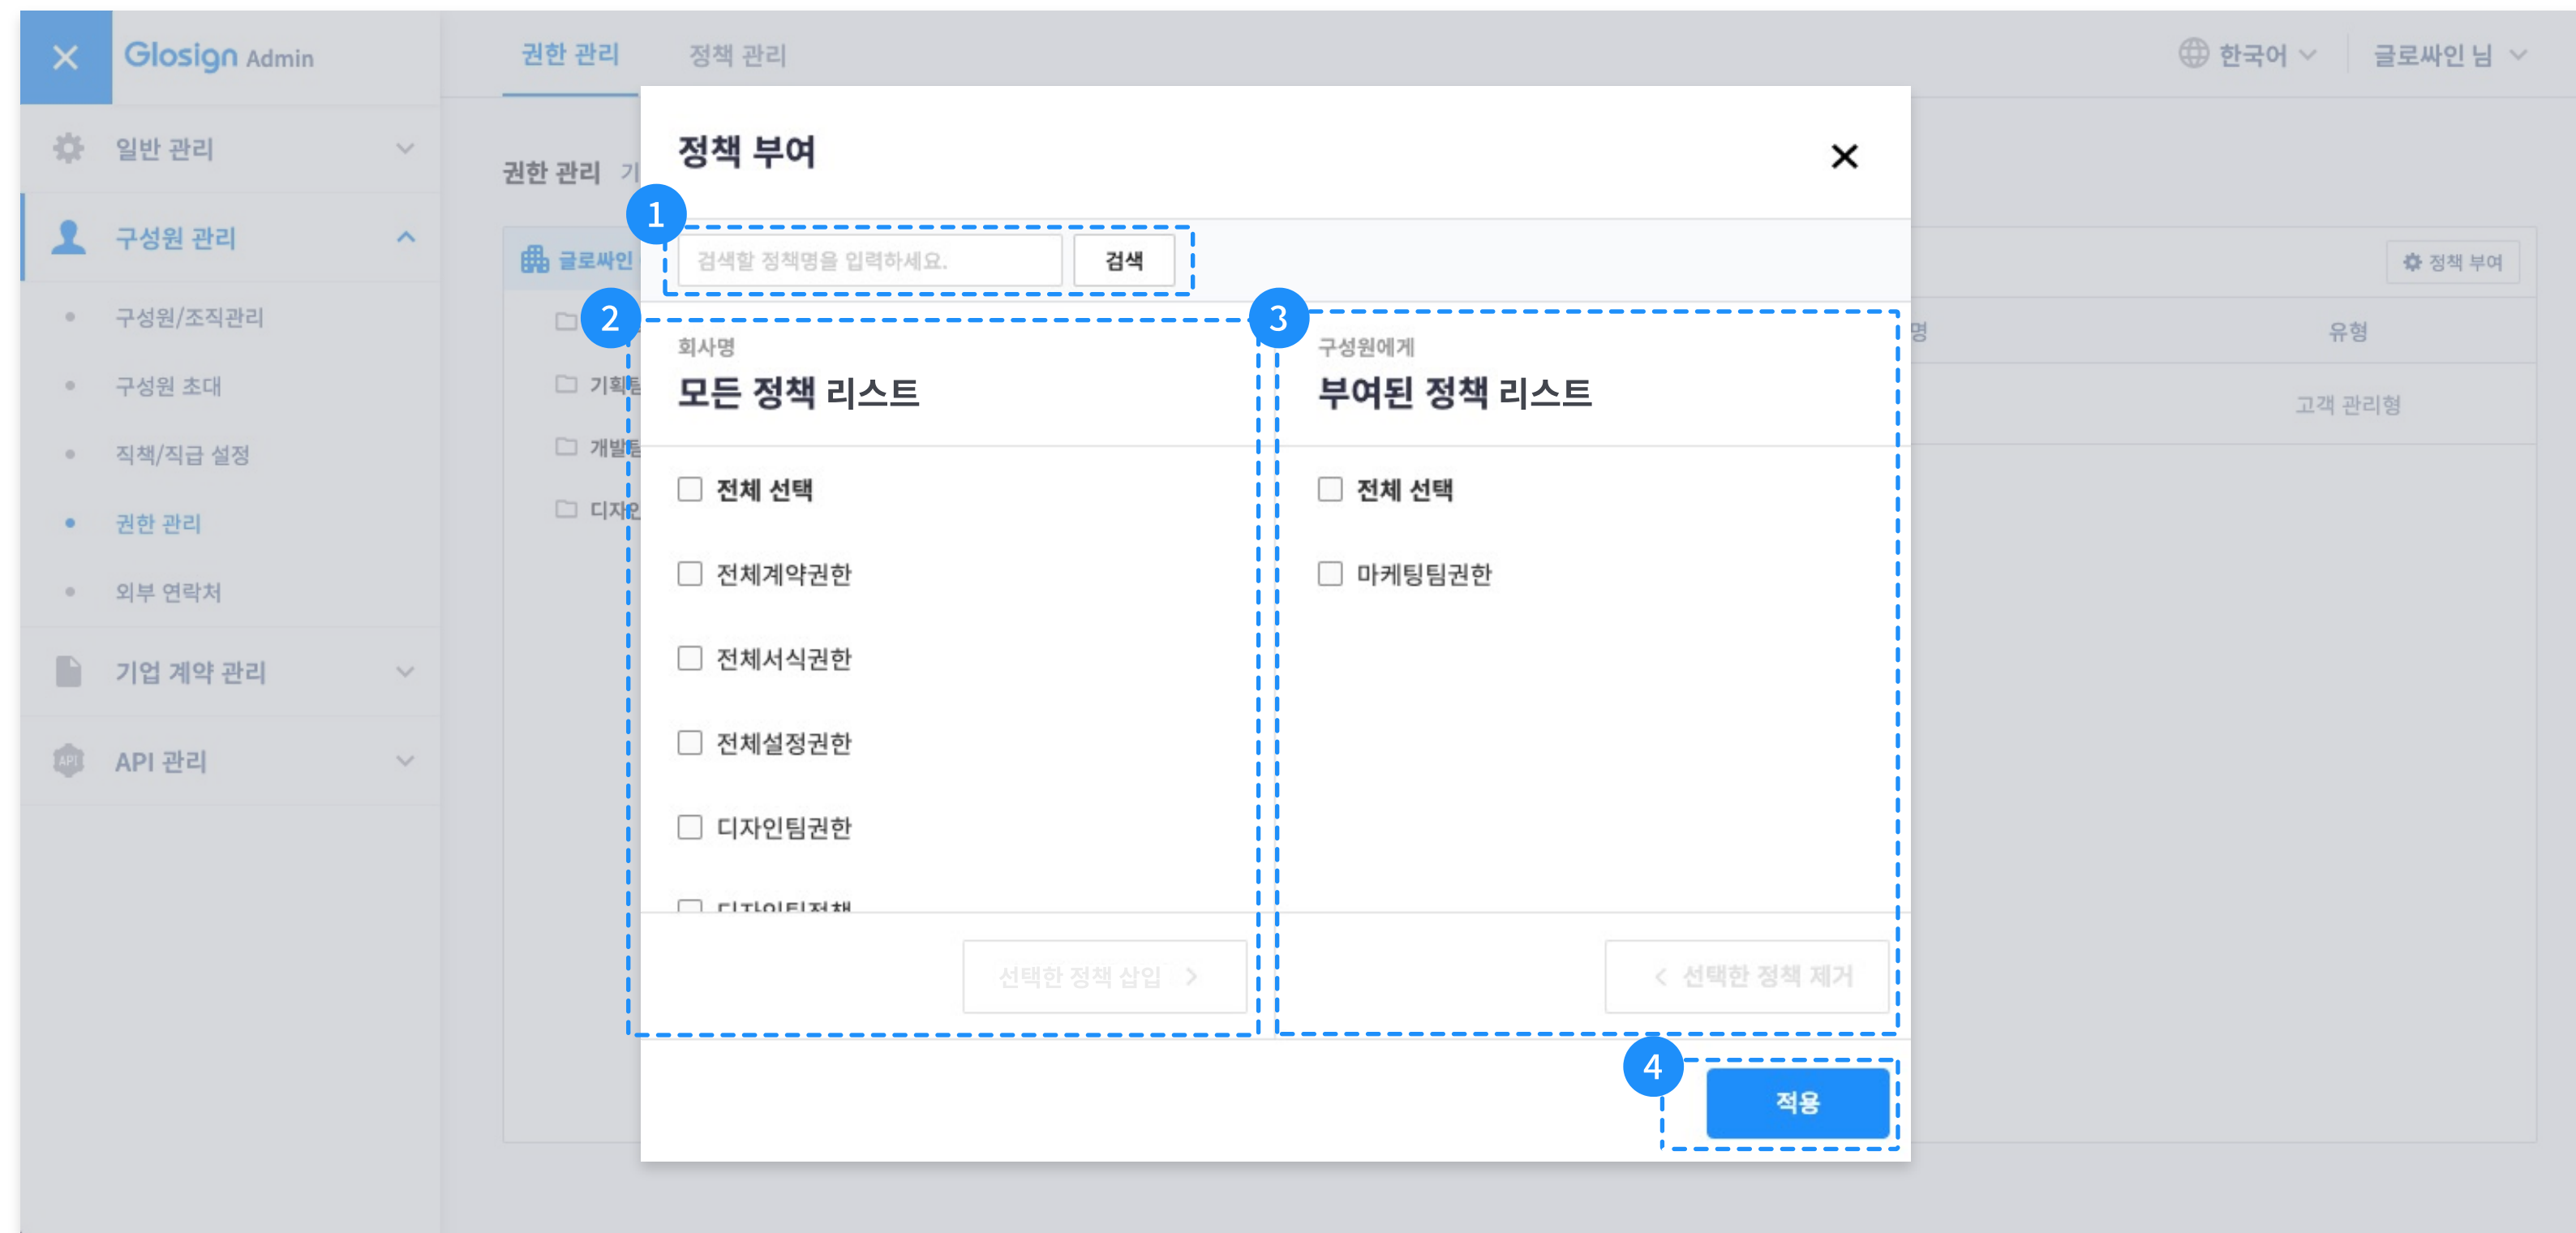 Glosign Admin
권한 관리
정책 관리
한국어
글로싸인 님
일반 관리
구성원 관리
구성원/조직관리
구성원 초대
직책/직급 설정
권한 관리
외부 연락처
기업 계약 관리
API
API 관리
권한 관리
글로싸인
정책 부여
명
유형
고객 관리형
정책 부여
1
검색할 정책명을 입력하세요.
검색
2
회사명
모든 정책 리스트
전체 선택
전체계약권한
전체서식권한
전체설정권한
디자인팀권한
디자인팀정책
선택한 정책 삽입
3
구성원에게
부여된 정책 리스트
전체 선택
마케팅팀권한
선택한 정책 제거
4
적용